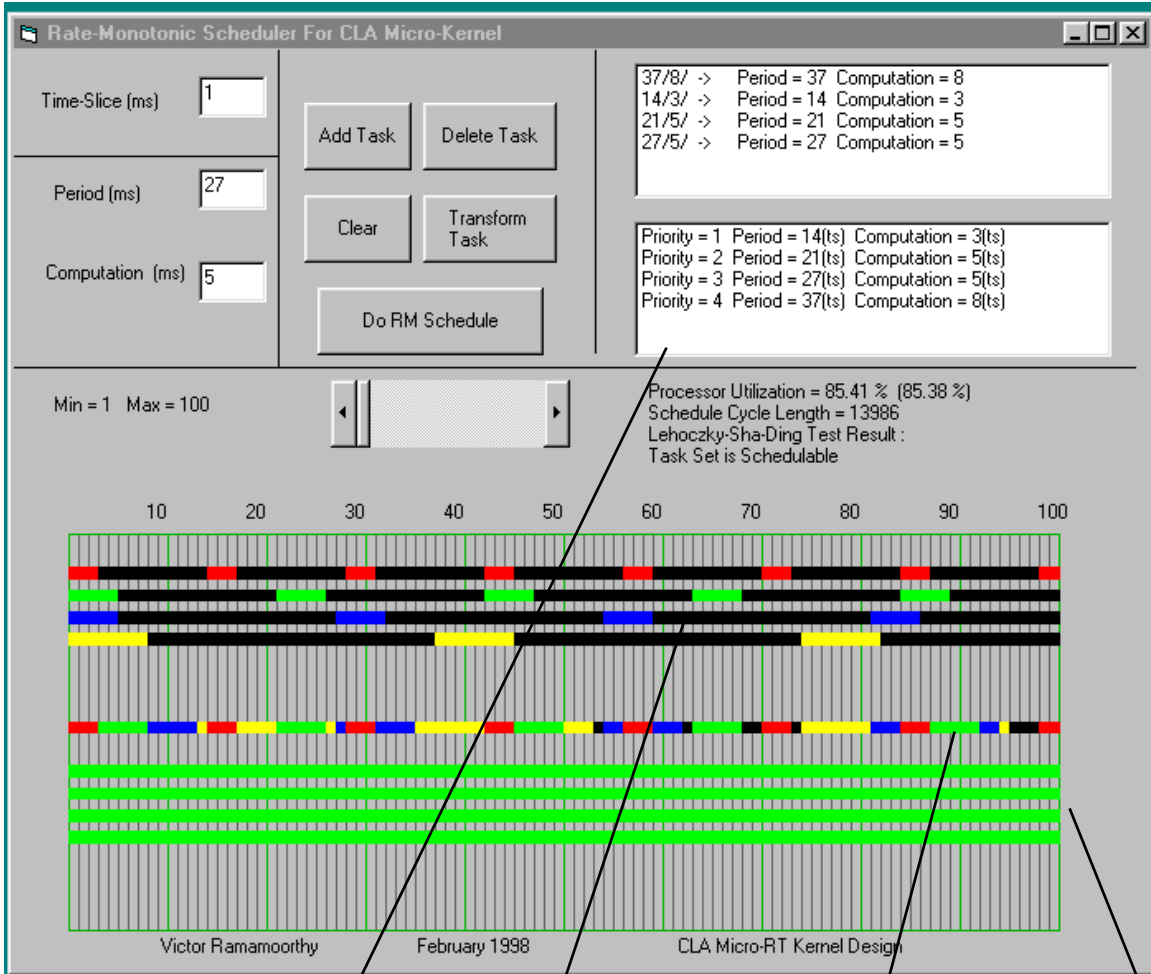 Rate-Monotonic Scheduler For CLA Micro-Kernel
Time-Slice (ms)
1
Period (ms)
27
Computation (ms)
5
Add Task
Delete Task
Clear
Transform
Task
Do RM Schedule
37/8/ -> Period = 37 Computation = 8
14/3/ -> Period = 14 Computation = 3
21/5/ -> Period = 21 Computation = 5
27/5/ -> Period = 27 Computation = 5
Priority = 1 Period = 14(ts) Computation = 3(ts)
Priority = 2 Period = 21(ts) Computation = 5(ts)
Priority = 3 Period = 27(ts) Computation = 5(ts)
Priority = 4 Period = 37(ts) Computation = 8(ts)
Min = 1 Max = 100
Processor Utilization = 85.41 % (85.38 %)
Schedule Cycle Length = 13986
Lehoczky-Sha-Ding Test Result :
Task Set is Schedulable
10 20 30 40 50 60 70 80 90 100
Victor Ramamoorthy February 1998 CLA Micro-RT Kernel Design